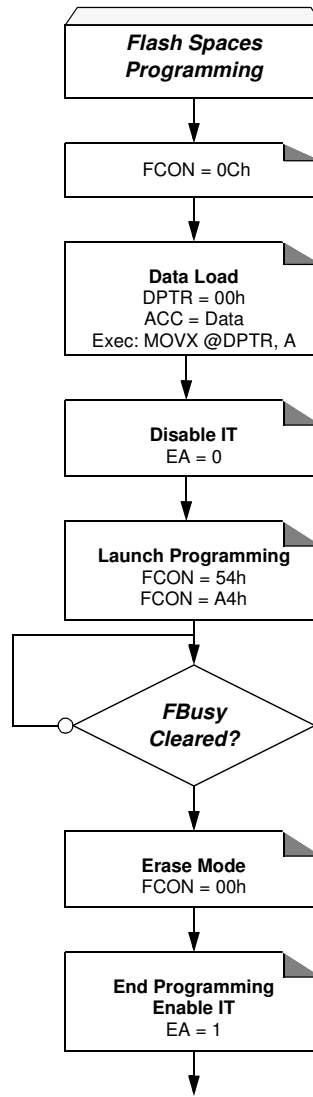 Flash Spaces
Programming
FCON = 0Ch
Data Load
DPTR = 00h
ACC = Data
Exec: MOVX @DPTR, A
Disable IT
EA = 0
Launch Programming
FCON = 54h
FCON = A4h
FBusy
Cleared?
Erase Mode
FCON = 00h
End Programming
Enable IT
EA = 1